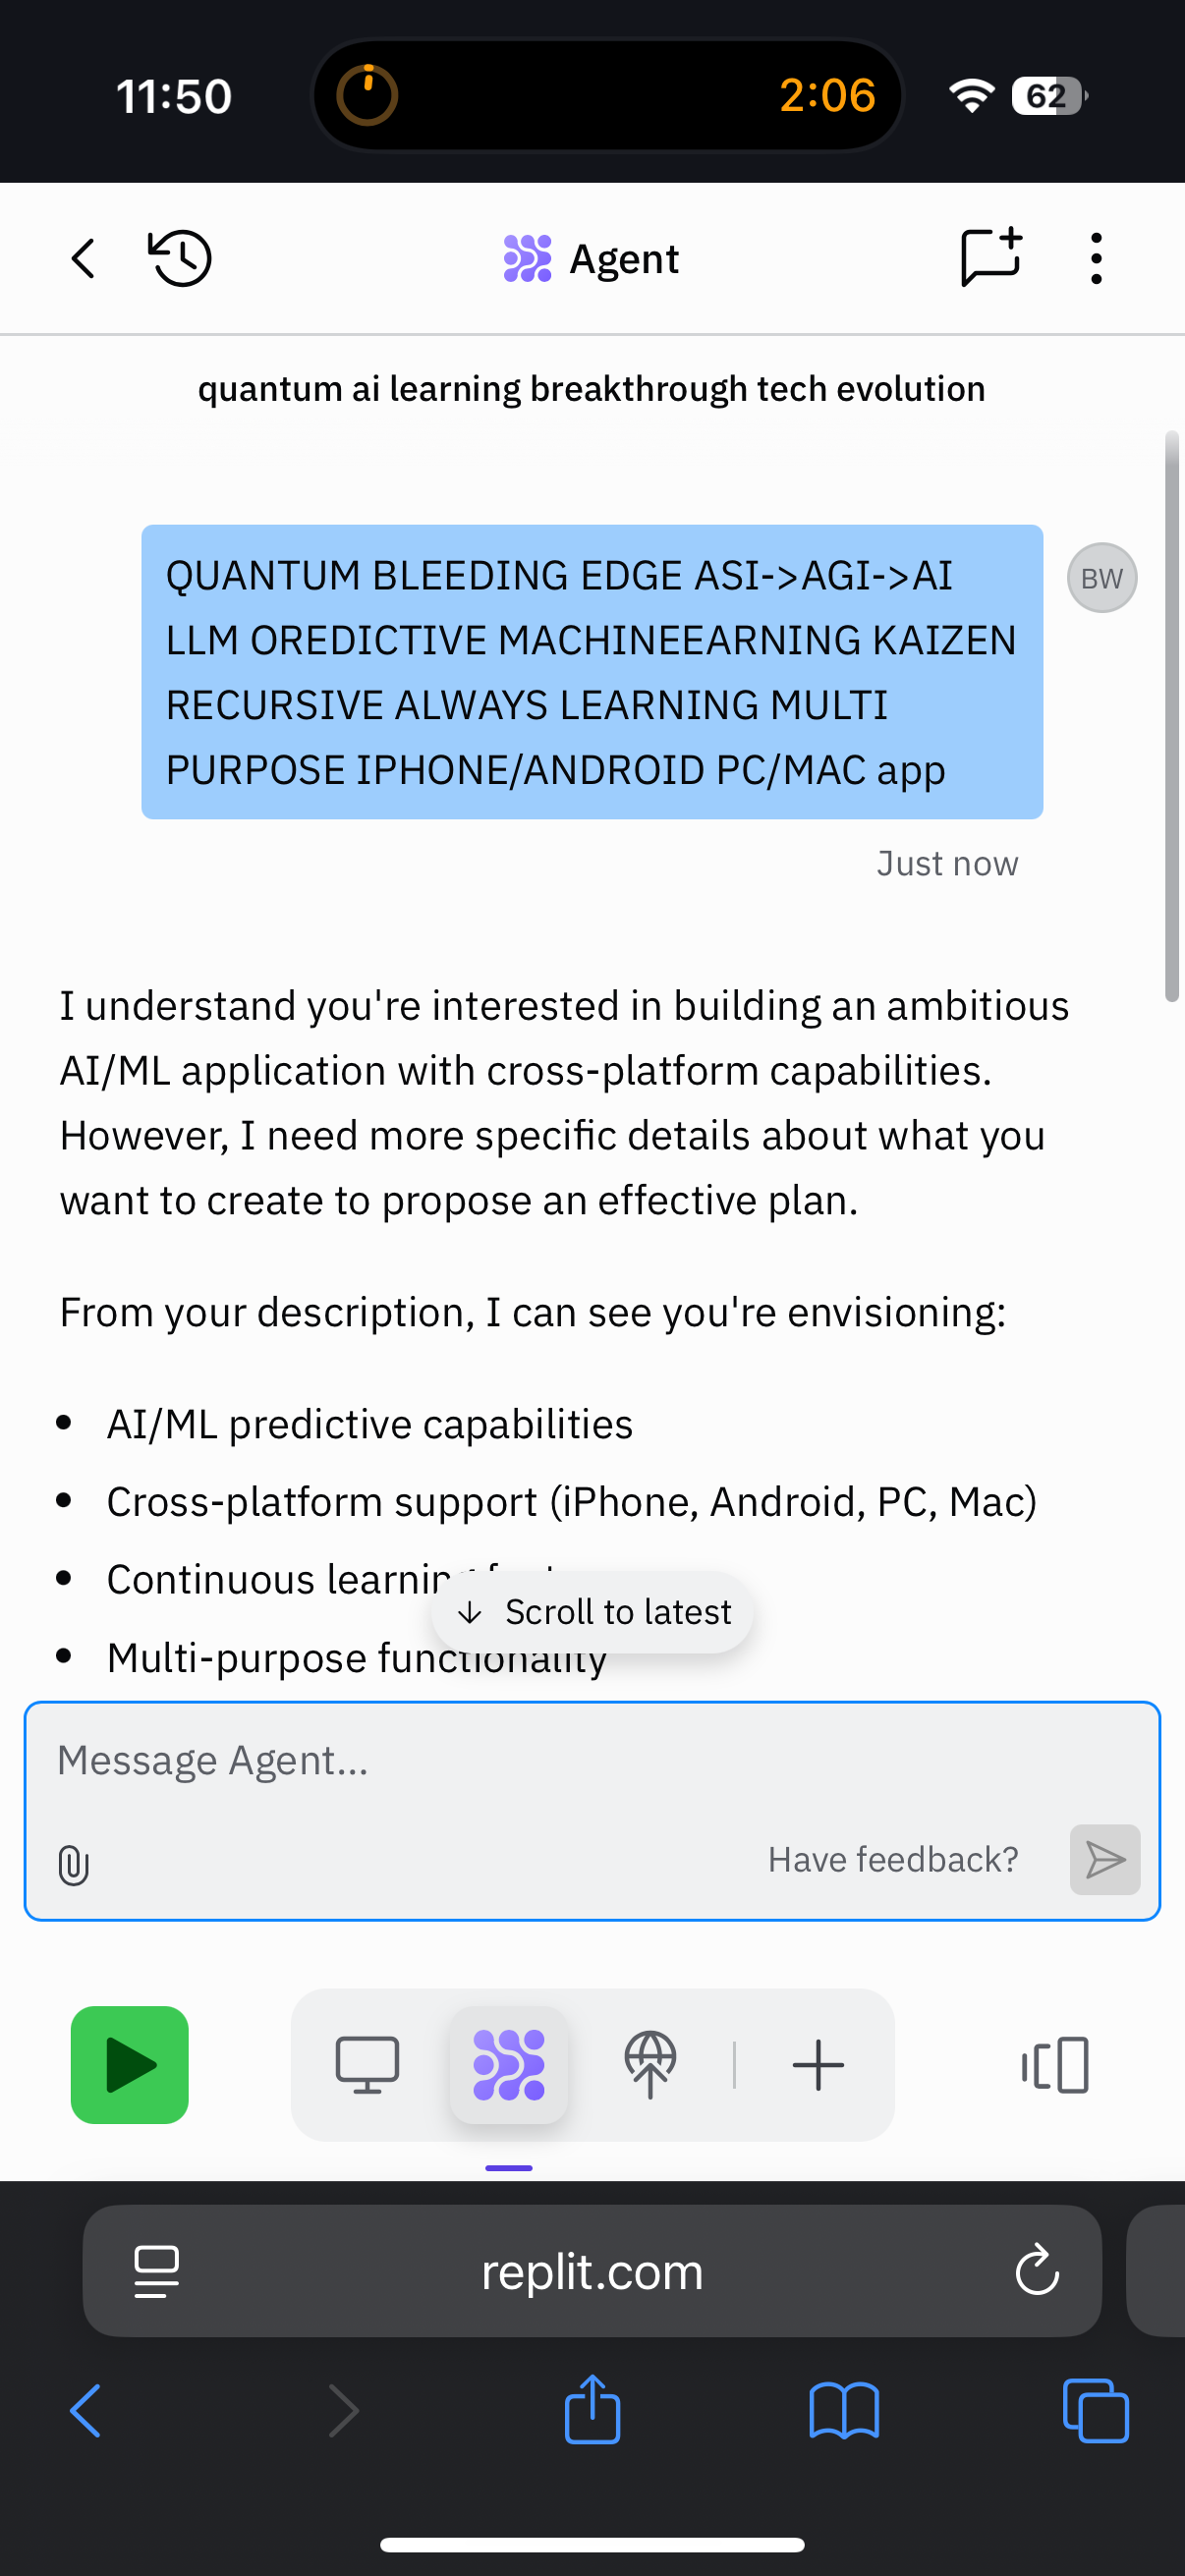 11:50
2:06
62
Agent
quantum ai learning breakthrough tech evolution
QUANTUM BLEEDING EDGE ASI->AGI->AI
LLM OREDICTIVE MACHINEEARNING KAIZEN
RECURSIVE ALWAYS LEARNING MULTI
PURPOSE IPHONE/ANDROID PC/MAC app
BW
Just now
I understand you're interested in building an ambitious
AI/ML application with cross-platform capabilities.
However, I need more specific details about what you
want to create to propose an effective plan.
From your description, I can see you're envisioning:
• AI/ML predictive capabilities
• Cross-platform support (iPhone, Android, PC, Mac)
• Continuous learning
Scroll to latest
• Multi-purpose functionality
Message Agent...
Have feedback?
replit.com